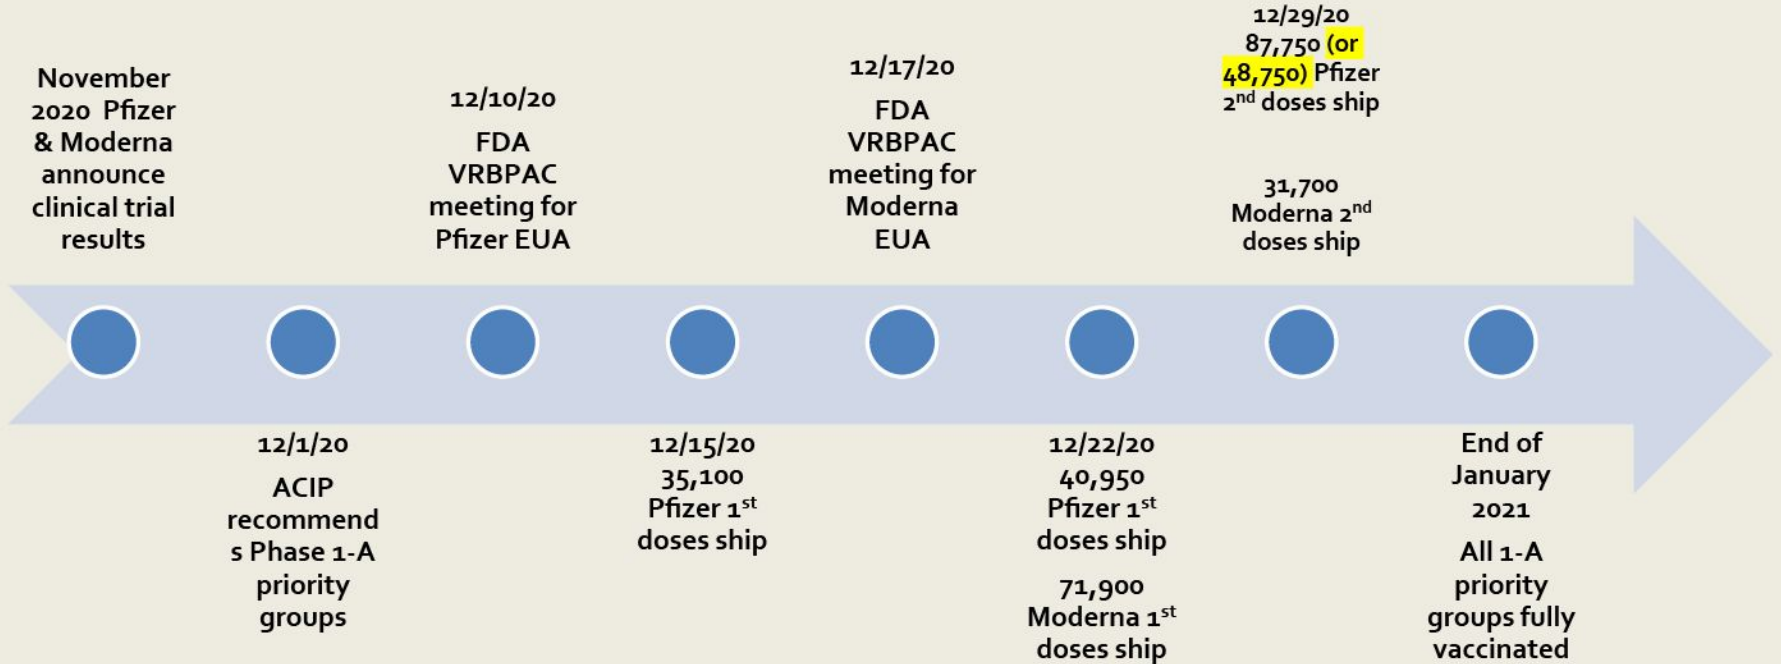 November
2020 Pfizer
& Moderna
announce
clinical trial
results
12/1/20
ACIP
recommend
s Phase 1-A
priority
groups
12/10/20
FDA
VRBPAC
meeting for
Pfizer EUA
12/15/20
35,100
Pfizer 1st
doses ship
12/17/20
FDA
VRBPAC
meeting for
Moderna
EUA
12/22/20
40,950
Pfizer 1st
doses ship
71,900
Moderna 1st
doses ship
12/29/20
87,750 (or
48,750) Pfizer
2nd doses ship
31,700
Moderna 2nd
doses ship
End of
January
2021
All 1-A
priority
groups fully
vaccinated